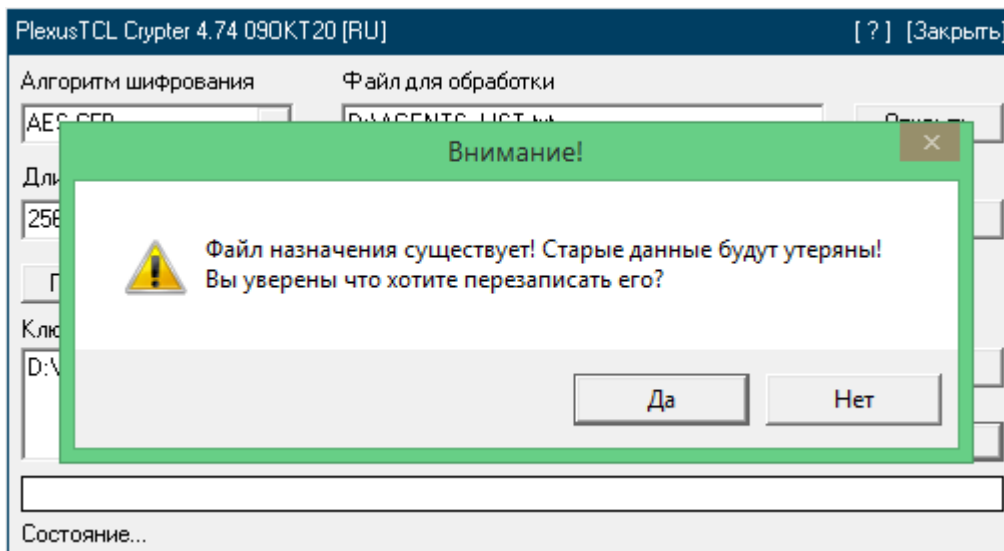 PlexusTCL Crypter 4.74 09OKT20 [RU] [ ? ] [Закрыть]
Алгоритм шифрования Файл для обработки
Внимание!
256
Файл назначения существует! Старые данные будут утеряны!
Вы уверены что хотите перезаписать его?
D:\
Да Нет
Состояние...